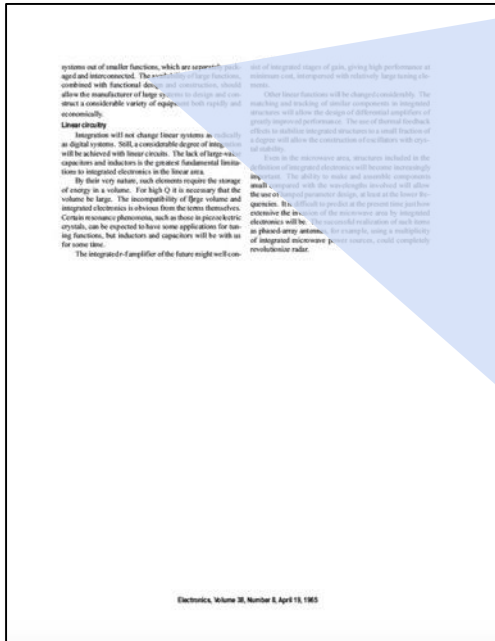 systems out of smaller functions, which are separately pack-
aged and interconnected. The availability of large functions,
combined with functional design and construction, should
allow the manufacturer of large systems to design and con-
struct a considerable variety of equipment both rapidly and
economically.
Linear circuitry
Integration will not change linear systems as radically
as digital systems. Still, a considerable degree of integration
will be achieved with linear circuits. The lack of large-value
capacitors and inductors is the greatest fundamental limita-
tions to integrated electronics in the linear area.
By their very nature, such elements require the storage
of energy in a volume. For high Q it is necessary that the
volume be large. The incompatibility of large volume and
integrated electronics is obvious from the terms themselves.
Certain resonance phenomena, such as those in piezoelectric
crystals, can be expected to have some applications for tun-
ing functions, but inductors and capacitors will be with us
for some time.
The integrated r-f amplifier of the future might well con-
sist of integrated stages of gain, giving high performance at
minimum cost, interspersed with relatively large tuning ele-
ments.
Other linear functions will be changed considerably. The
matching and tracking of similar components in integrated
structures will allow the design of differential amplifiers of
greatly improved performance. The use of thermal feedback
effects to stabilize integrated structures to a small fraction of
a degree will allow the construction of oscillators with crys-
tal stability.
Even in the microwave area, structures included in the
definition of integrated electronics will become increasingly
important. The ability to make and assemble components
small compared with the wavelengths involved will allow
the use of lumped parameter design, at least at the lower fre-
quencies. It is difficult to predict at the present time just how
extensive the invasion of the microwave area by integrated
electronics will be. The successful realization of such items
as phased-array antennas, for example, using a multiplicity
of integrated microwave power sources, could completely
revolutionize radar.
Electronics, Volume 38, Number 8, April 19, 1965